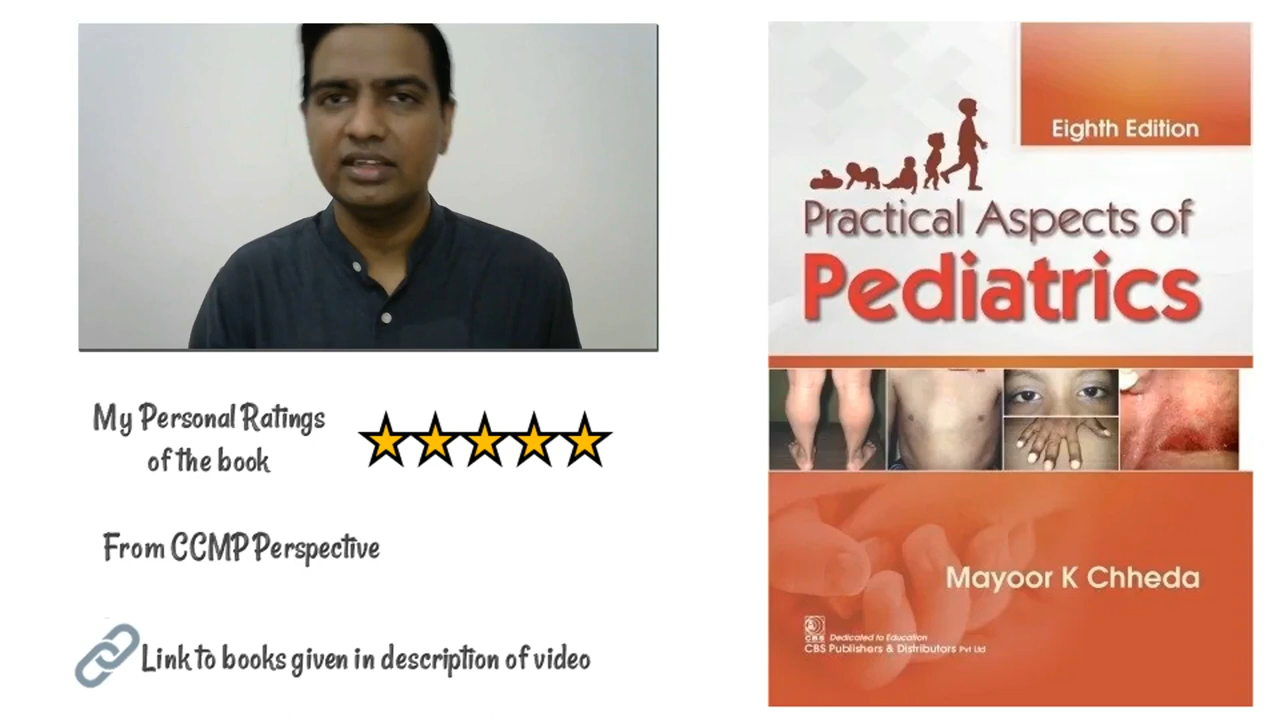 My Personal Ratings
of the book
From CCMP Perspective
Link to books given in description of video
Eighth Edition
Practical Aspects of
Pediatrics
Mayoor K Chheda
CBS
Dedicated to Education
CBS Publishers & Distributors Pvt Ltd